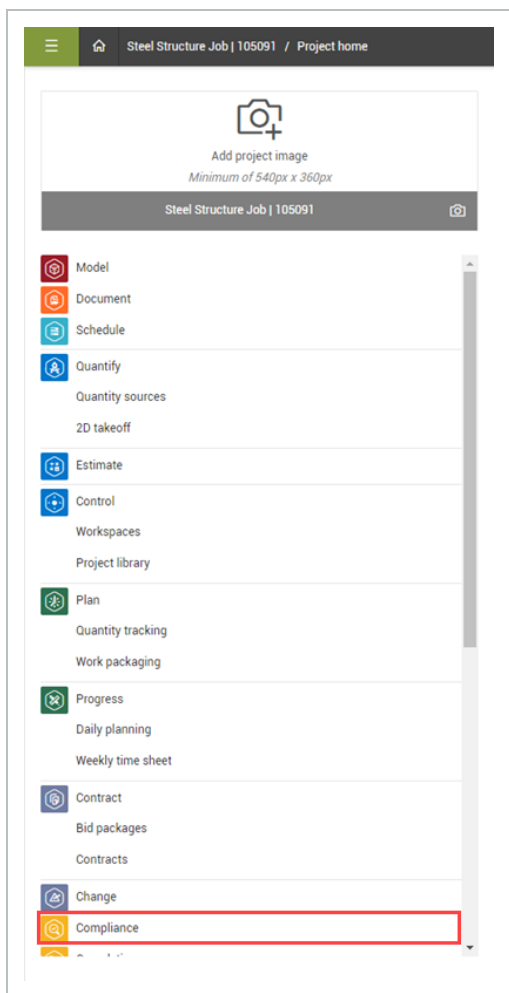 Steel Structure Job | 105091 / Project home
Add project image
Minimum of 540px x 360px
Steel Structure Job | 105091
Model
Document
Schedule
Quantify
Quantity sources
2D takeoff
Estimate
Control
Workspaces
Project library
Plan
Quantity tracking
Work packaging
Progress
Daily planning
Weekly time sheet
Contract
Bid packages
Contracts
Change
Compliance